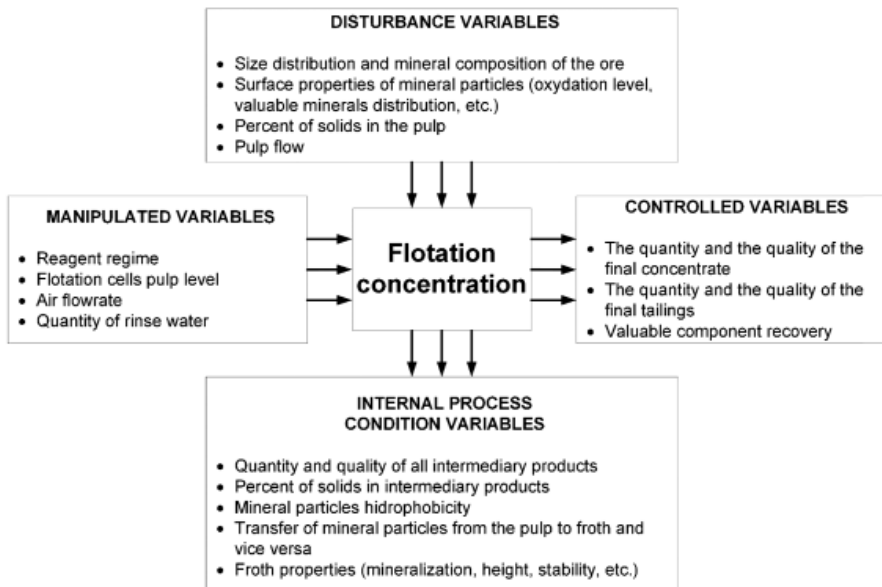 DISTURBANCE VARIABLES
• Size distribution and mineral composition of the ore
• Surface properties of mineral particles (oxydation level,
valuable minerals distribution, etc.)
• Percent of solids in the pulp
• Pulp flow
MANIPULATED VARIABLES
• Reagent regime
• Flotation cells pulp level
• Air flowrate
• Quantity of rinse water
Flotation
concentration
CONTROLLED VARIABLES
• The quantity and the quality of the
final concentrate
• The quantity and the quality of the
final tailings
• Valuable component recovery
INTERNAL PROCESS
CONDITION VARIABLES
• Quantity and quality of all intermediary products
• Percent of solids in intermediary products
• Mineral particles hidrophobicity
• Transfer of mineral particles from the pulp to froth and
vice versa
• Froth properties (mineralization, height, stability, etc.)